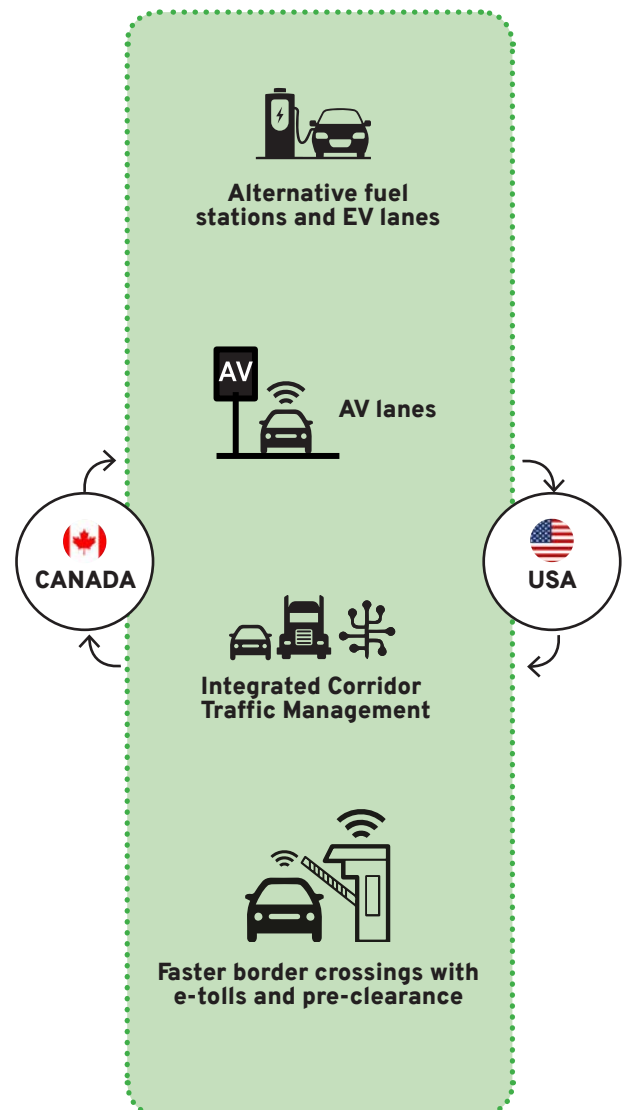 Alternative fuel
stations and EV lanes
AV
AV lanes
CANADA
USA
Integrated Corridor
Traffic Management
Faster border crossings with
e-tolls and pre-clearance